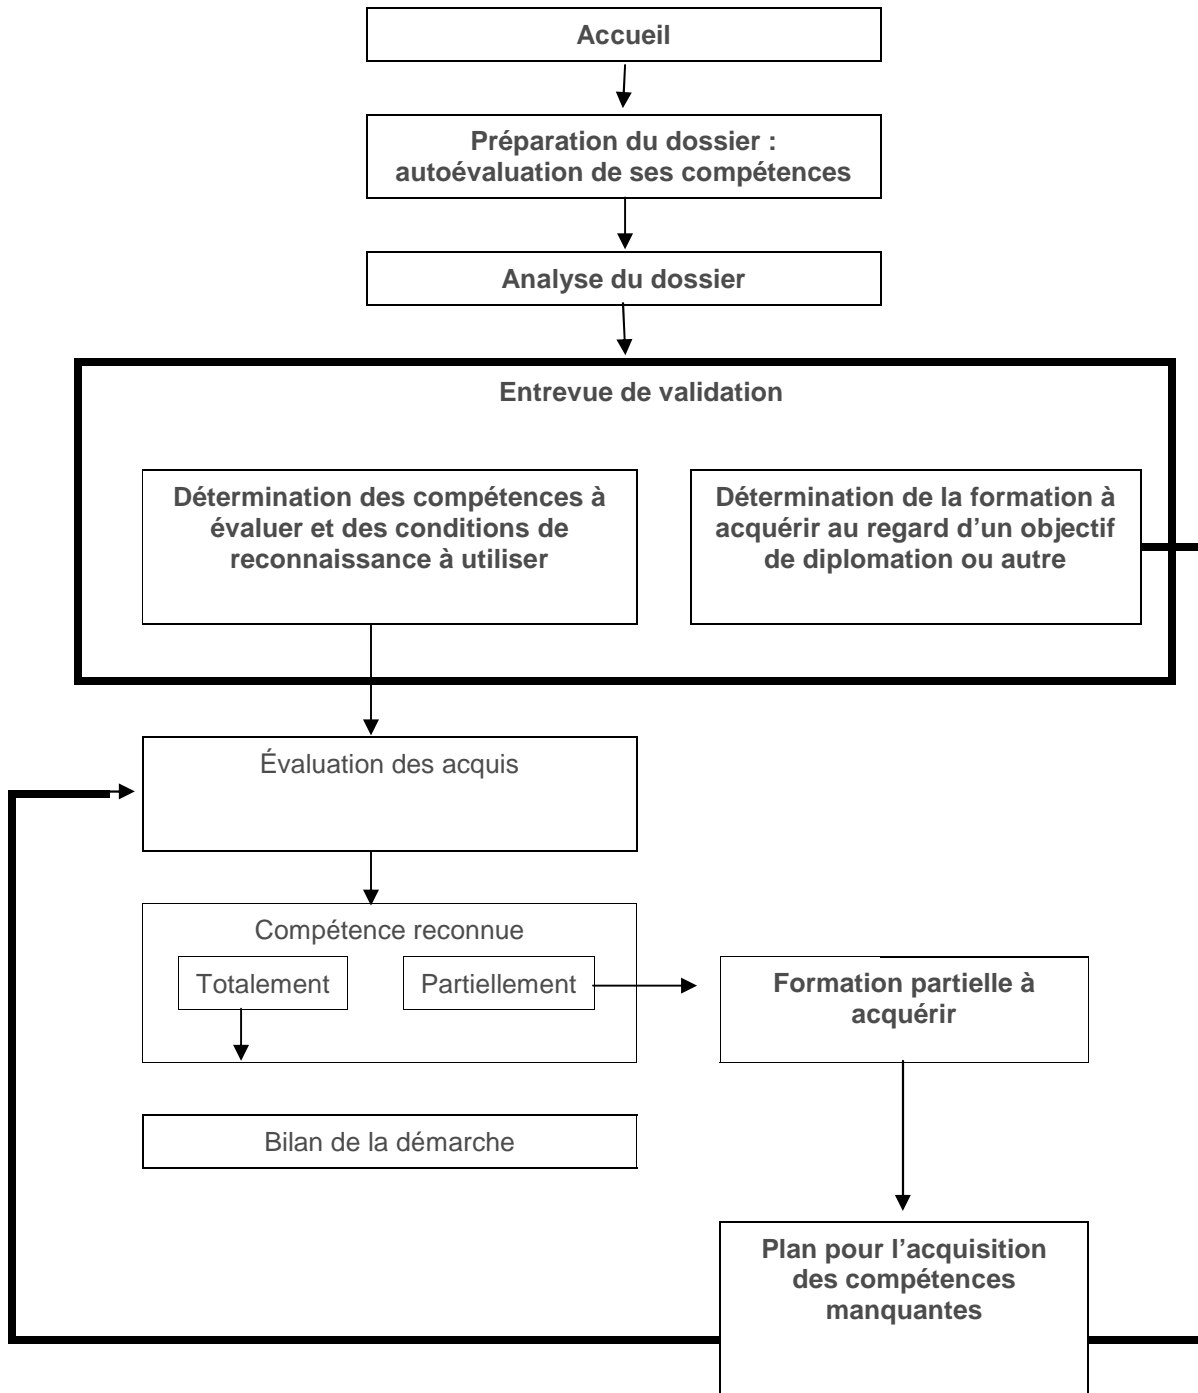 Accueil
Préparation du dossier :
autoévaluation de ses compétences
Analyse du dossier
Entrevue de validation
Détermination des compétences à
évaluer et des conditions de
reconnaissance à utiliser
Détermination de la formation à
acquérir au regard d’un objectif
de diplomation ou autre
Évaluation des acquis
Compétence reconnue
Totalement
Partiellement
Formation partielle à
acquérir
Bilan de la démarche
Plan pour l’acquisition
des compétences
manquantes